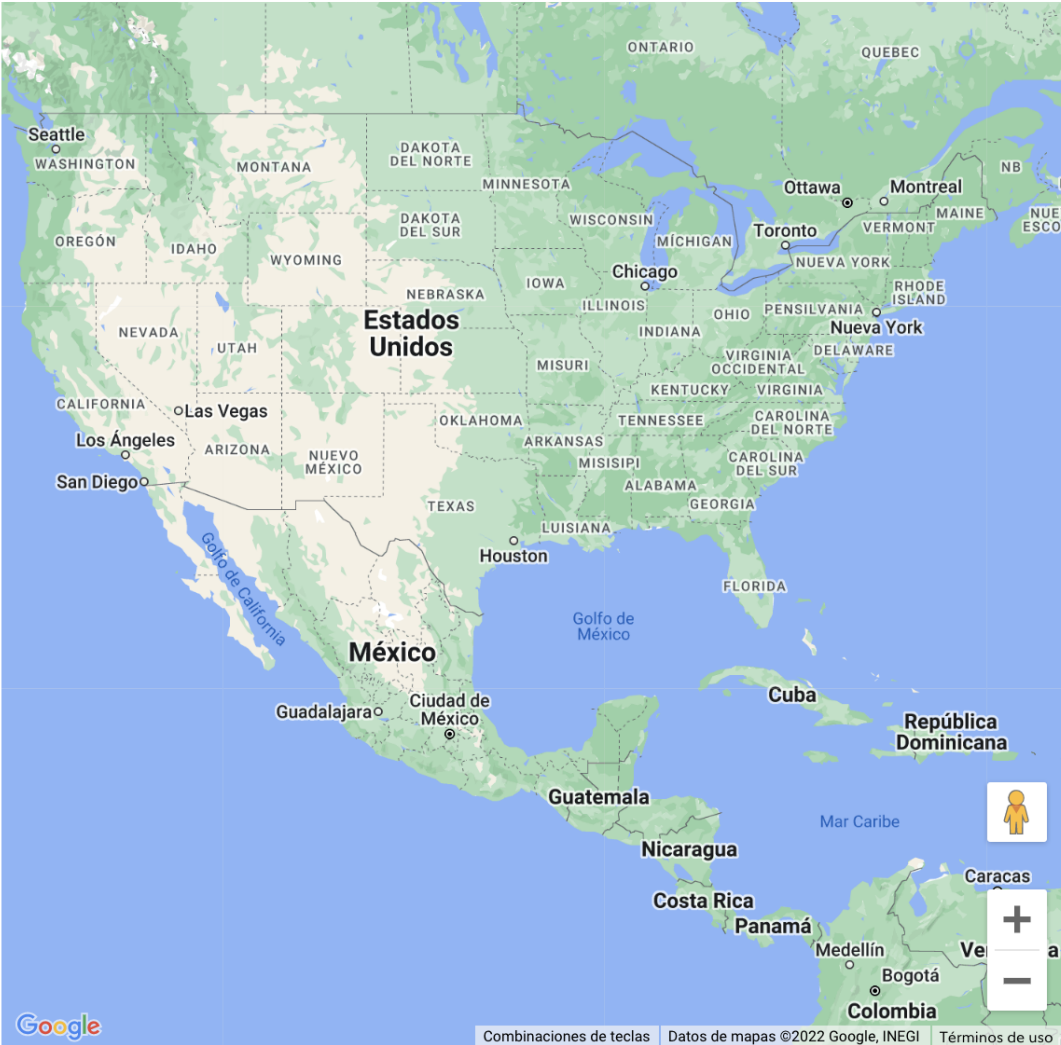 ONTARIO
QUEBEC
Seattle
WASHINGTON
MONTANA
DAKOTA
DEL NORTE
MINNESOTA
NB
Ottawa
Montreal
MAINE
NUE
ESCO
VERMONT
OREGÓN
IDAHO
WYOMING
DAKOTA
DEL SUR
WISCONSIN
MÍCHIGAN
Toronto
NUEVA YORK
IOWA
Chicago
RHODE
ISLAND
NEBRASKA
ILLINOIS
OHIO
PENSILVANIA
Estados
Unidos
NEVADA
UTAH
INDIANA
Nueva York
MISURI
VIRGINIA
OCCIDENTAL
DELAWARE
KENTUCKY
VIRGINIA
CALIFORNIA
Las Vegas
OKLAHOMA
TENNESSEE
CAROLINA
DEL NORTE
Los Ángeles
ARIZONA
NUEVO
MÉXICO
ARKANSAS
MISISIPI
CAROLINA
DEL SUR
San Diego
ALABAMA
GEORGIA
TEXAS
LUISIANA
Houston
Golfo de California
FLORIDA
Golfo de
México
México
Cuba
Guadalajara
Ciudad de
México
República
Dominicana
Guatemala
Mar Caribe
Nicaragua
Caracas
Costa Rica
Panamá
Medellín
Ve
a
Bogotá
Colombia
Google
Combinaciones de teclas
Datos de mapas ©2022 Google, INEGI
Términos de uso